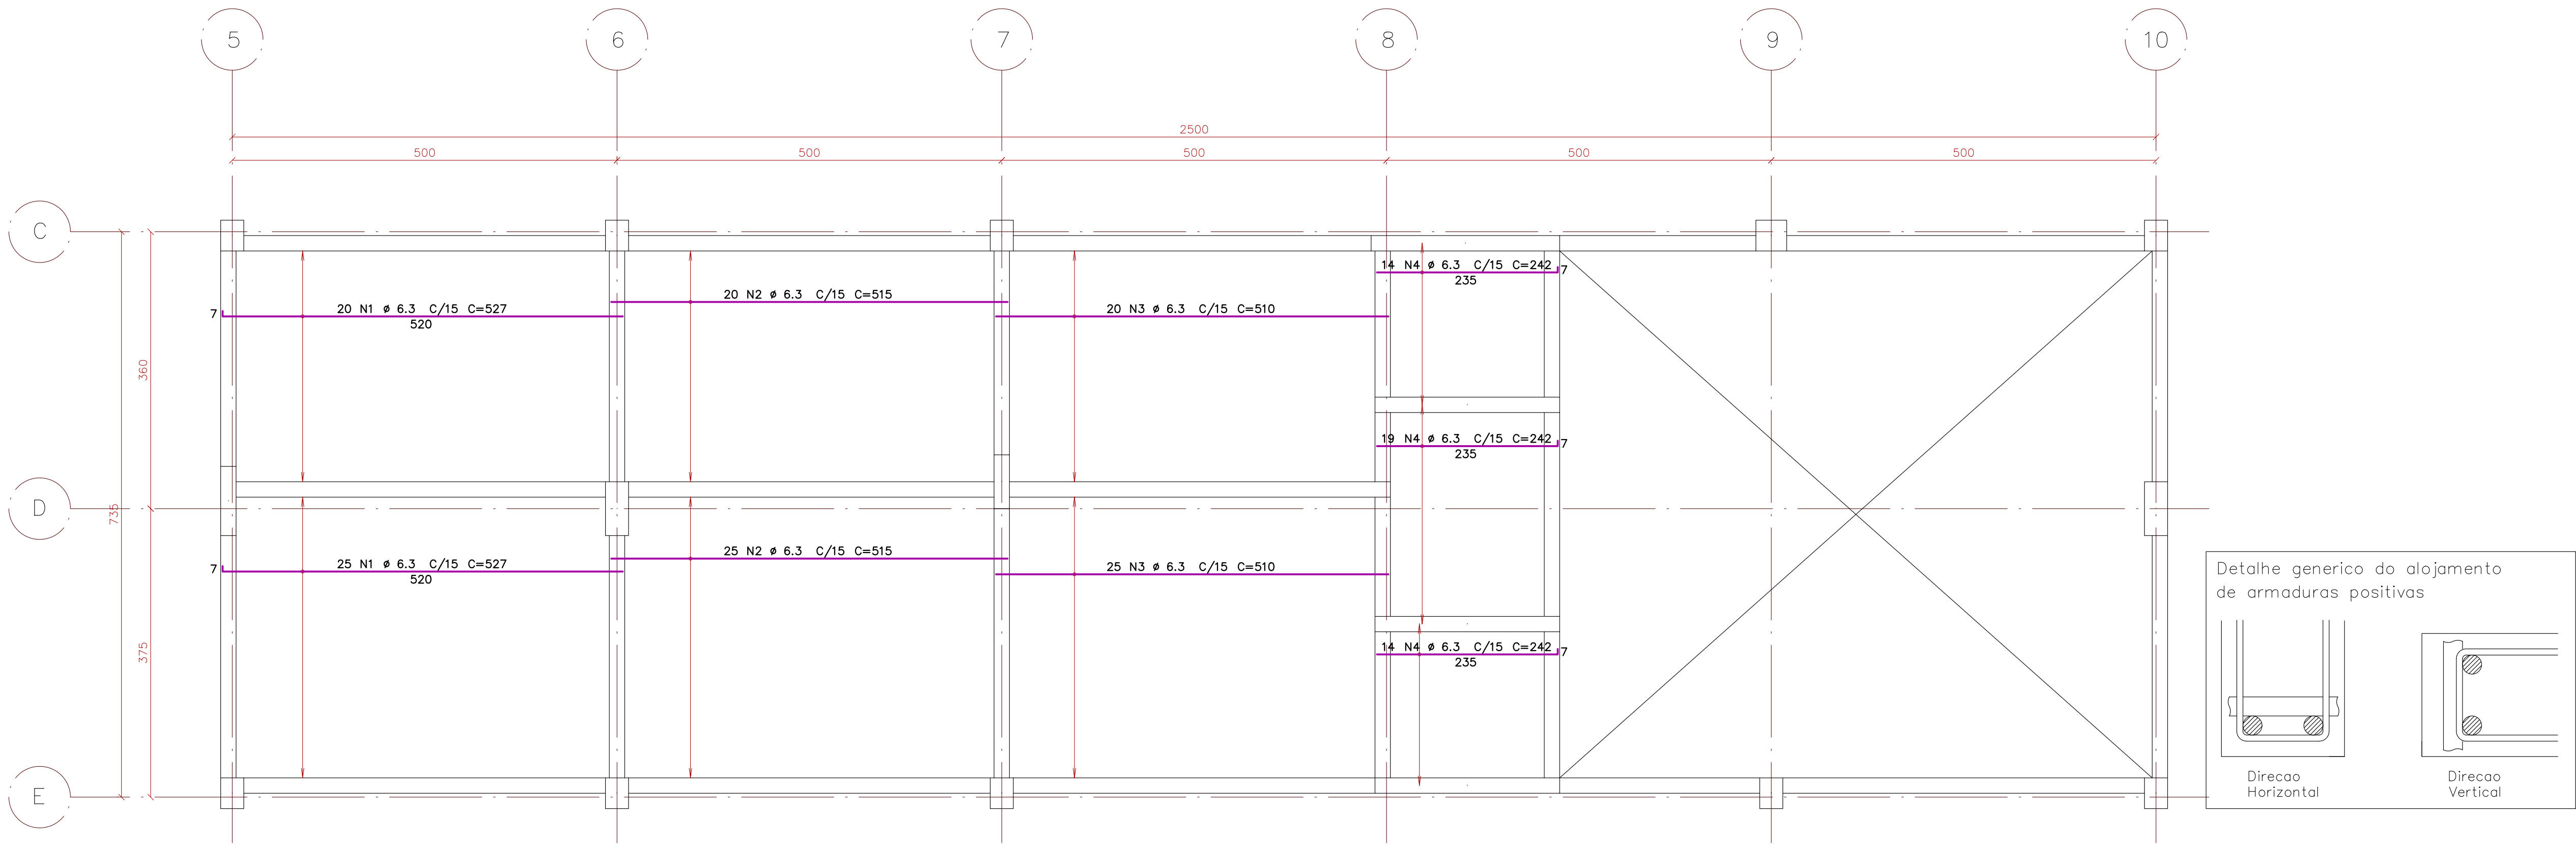 5 6 7 8 9 10
2500
500 500 500 500 500
C
14 N4 ø 6.3 C/15 C=242 7
235
20 N2 ø 6.3 C/15 C=515
7 20 N1 ø 6.3 C/15 C=527
520
20 N3 ø 6.3 C/15 C=510
360
19 N4 ø 6.3 C/15 C=242 7
235
D
735
25 N2 ø 6.3 C/15 C=515
7 25 N1 ø 6.3 C/15 C=527
520
25 N3 ø 6.3 C/15 C=510
375
14 N4 ø 6.3 C/15 C=242 7
235
E
Detalhe generico do alojamento
de armaduras positivas
Direcao
Horizontal
Direcao
Vertical